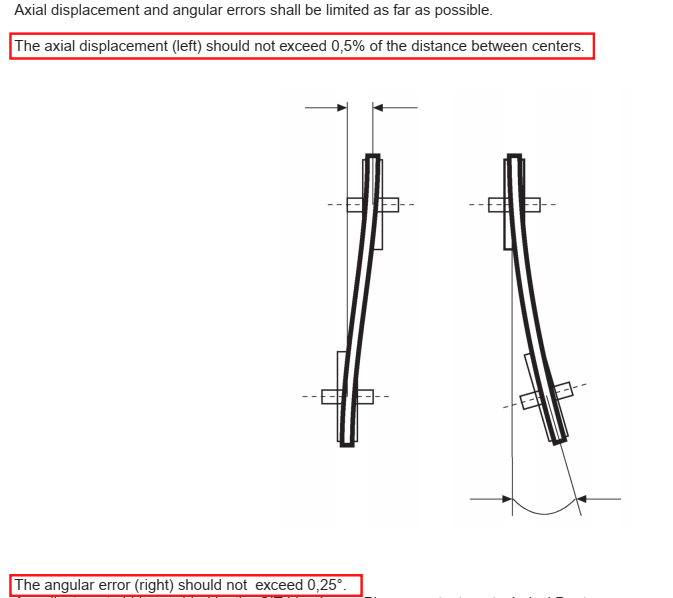 Axial displacement and angular errors shall be limited as far as possible.
The axial displacement (left) should not exceed 0,5% of the distance between centers.
The angular error (right) should not exceed 0,25°.